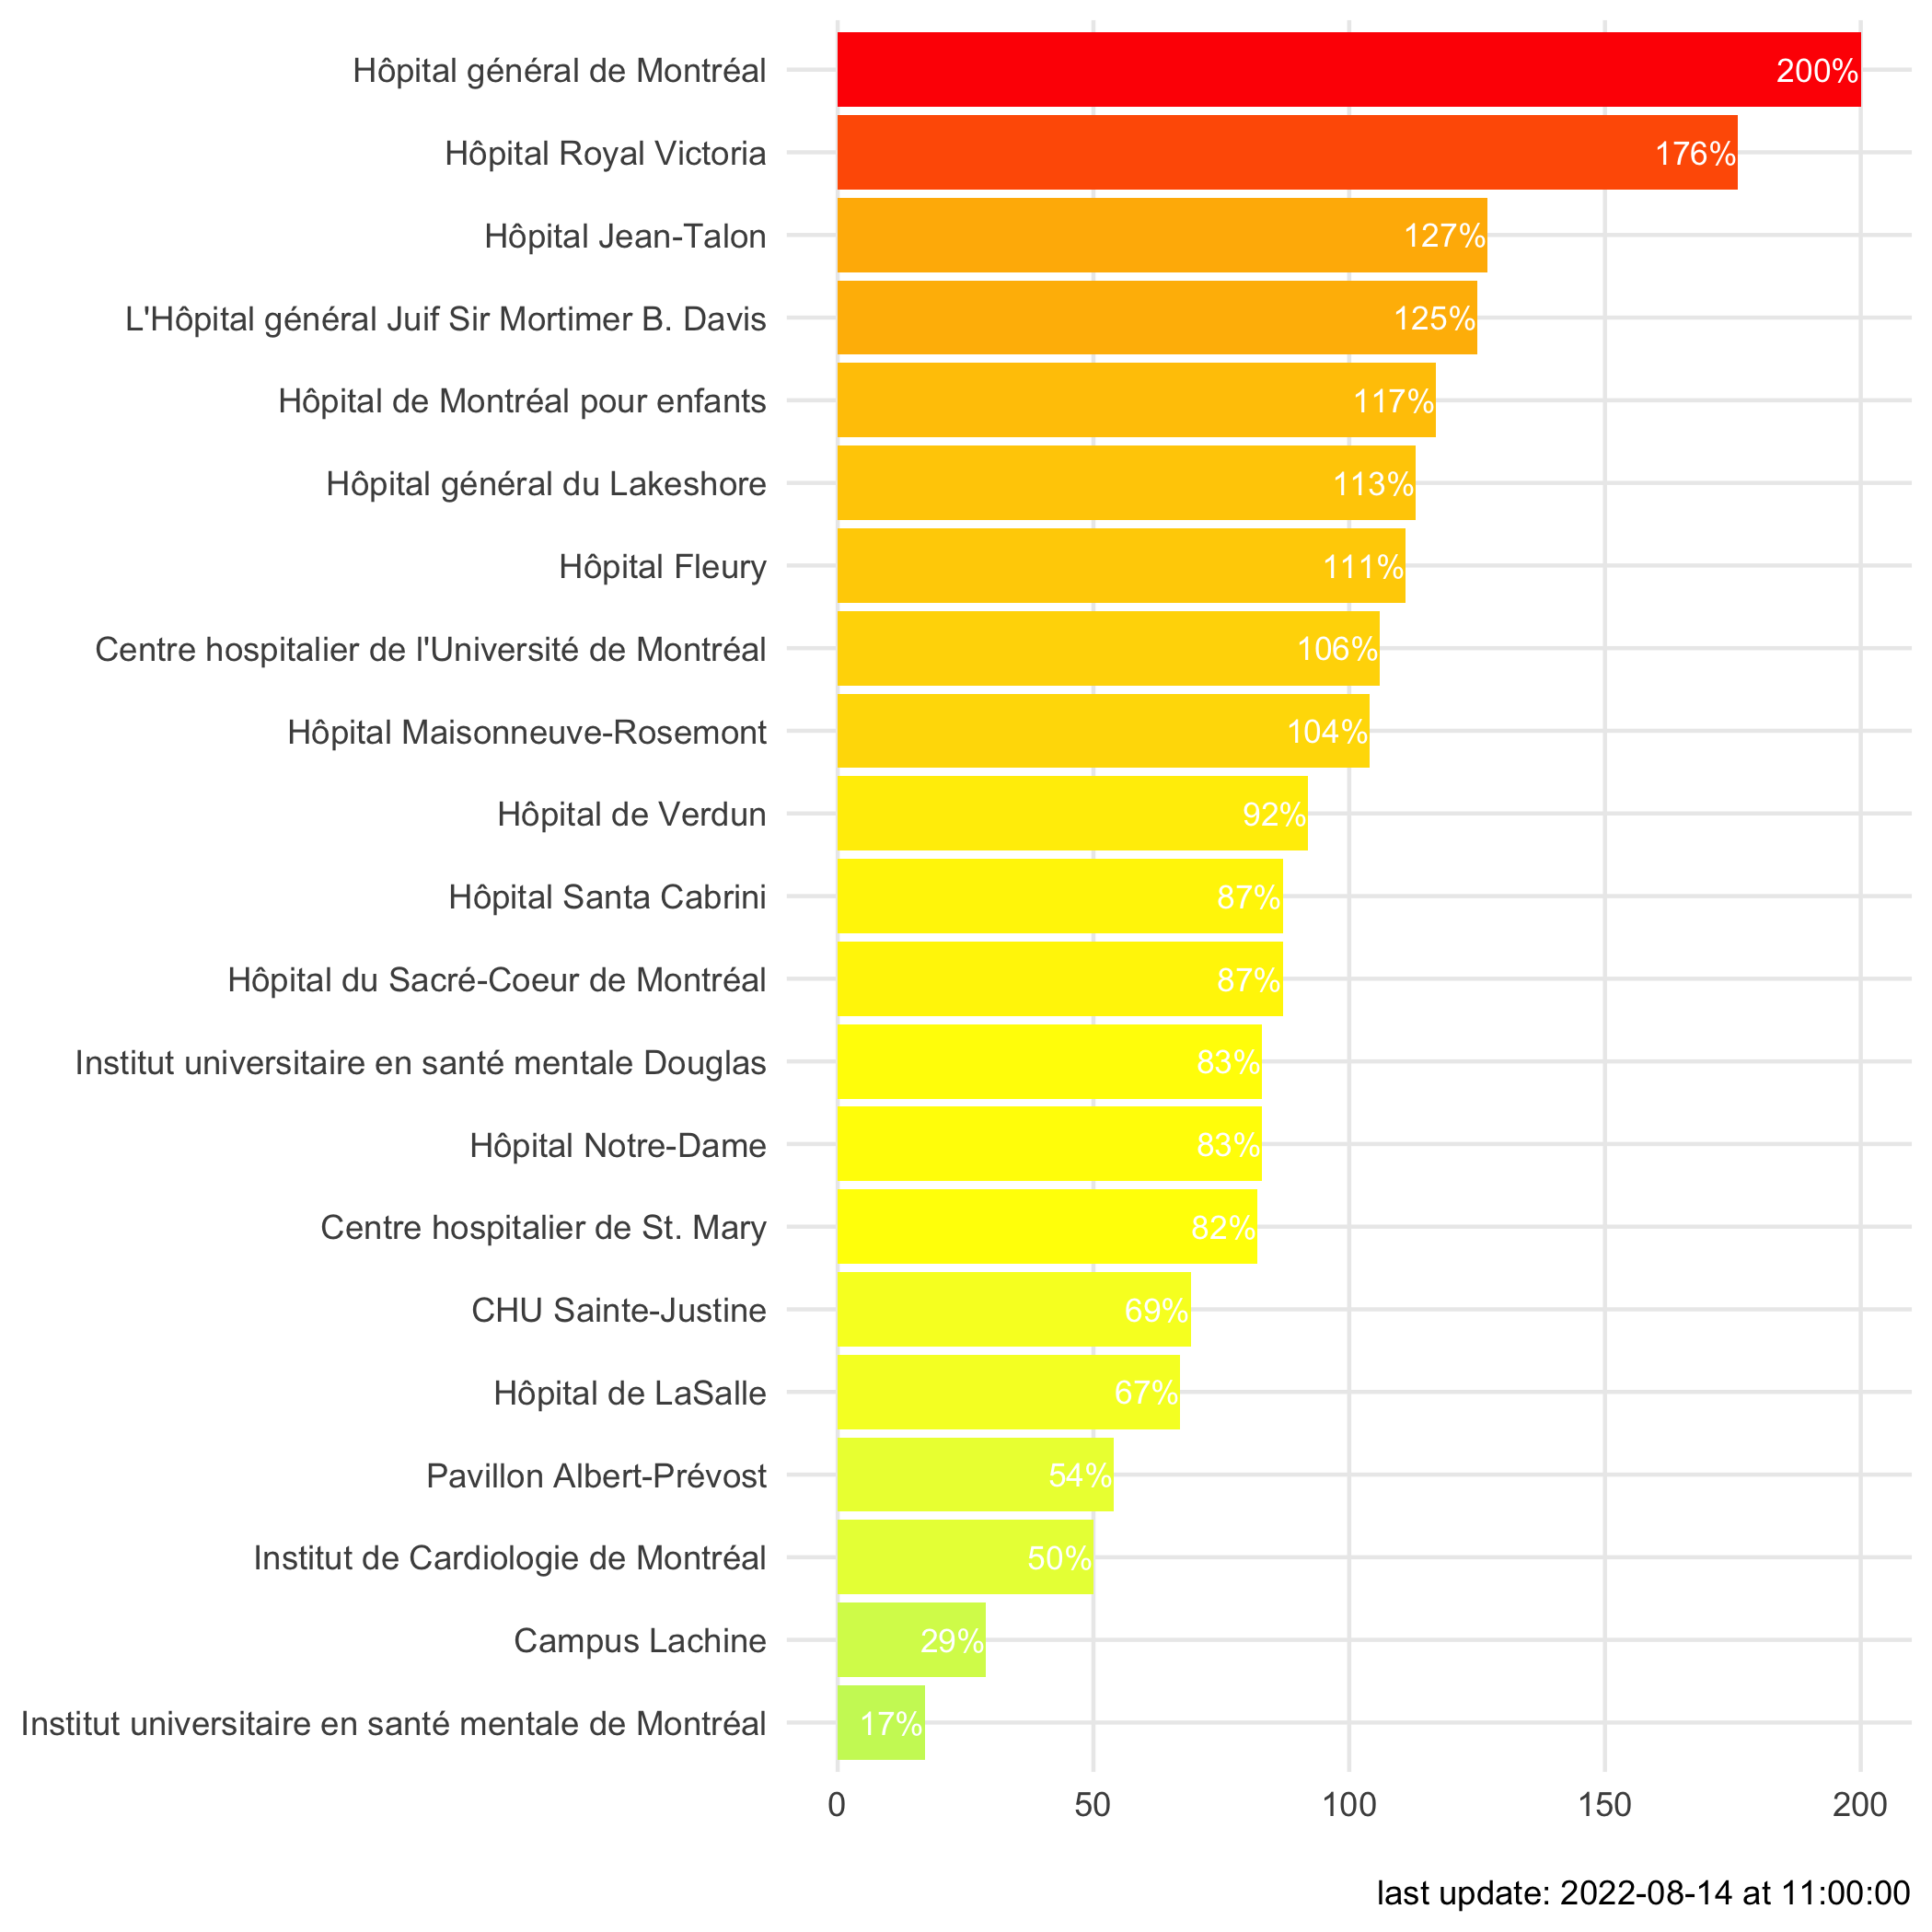 Hôpital général de Montréal 200%
Hôpital Royal Victoria 176%
Hôpital Jean-Talon 127%
L'Hôpital général Juif Sir Mortimer B. Davis 125%
Hôpital de Montréal pour enfants 117%
Hôpital général du Lakeshore 113%
Hôpital Fleury 111%
Centre hospitalier de l'Université de Montréal 106%
Hôpital Maisonneuve-Rosemont 104%
Hôpital de Verdun 92%
Hôpital Santa Cabrini 87%
Hôpital du Sacré-Coeur de Montréal 87%
Institut universitaire en santé mentale Douglas 83%
Hôpital Notre-Dame 83%
Centre hospitalier de St. Mary 82%
CHU Sainte-Justine 69%
Hôpital de LaSalle 67%
Pavillon Albert-Prévost 54%
Institut de Cardiologie de Montréal 50%
Campus Lachine 29%
Institut universitaire en santé mentale de Montréal 17%
0 50 100 150 200
last update: 2022-08-14 at 11:00:00